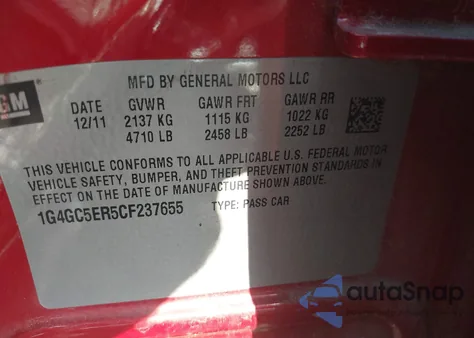 GM
MFD BY GENERAL MOTORS LLC
DATE GVWR GAWR FRT GAWR RR
12/11 2137 KG 1115 KG 1022 KG
4710 LB 2458 LB 2252 LB
THIS VEHICLE CONFORMS TO ALL APPLICABLE U.S. FEDERAL MOTOR
VEHICLE SAFETY, BUMPER, AND THEFT PREVENTION STANDARDS IN
EFFECT ON THE DATE OF MANUFACTURE SHOWN ABOVE.
1G4GC5ER5CF237655 TYPE: PASS CAR
autoSnap